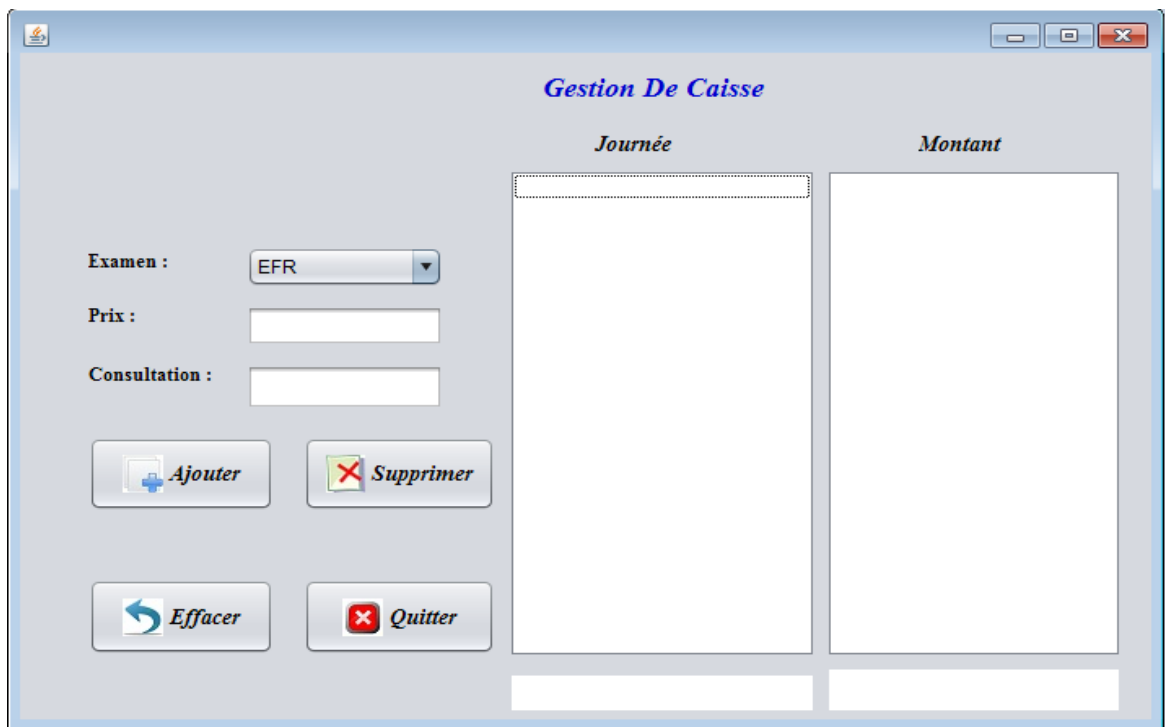 Gestion De Caisse
Journée
Montant
Examen :
EFR
Prix :
Consultation :
Ajouter
Supprimer
Effacer
Quitter